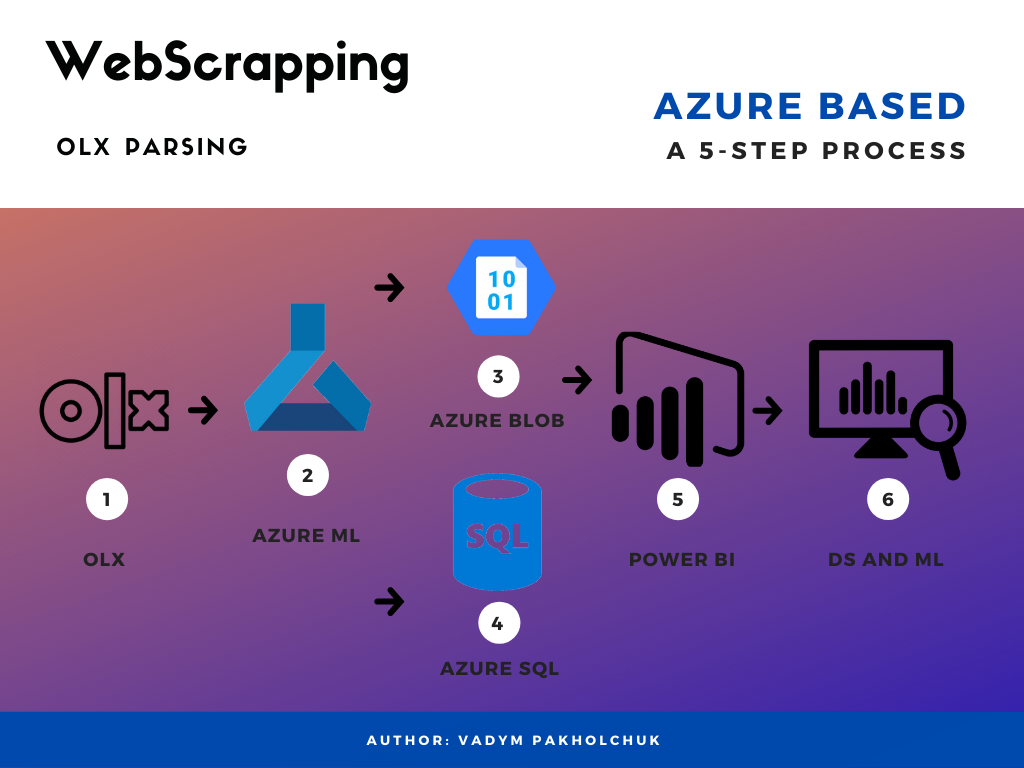 WebScrapping
OLX PARSING
AZURE BASED
A 5-STEP PROCESS
olx
1
OLX
2
AZURE ML
10
01
3
AZURE BLOB
SQL
4
AZURE SQL
5
POWER BI
6
DS AND ML
AUTHOR: VADYM PAKHOLCHUK